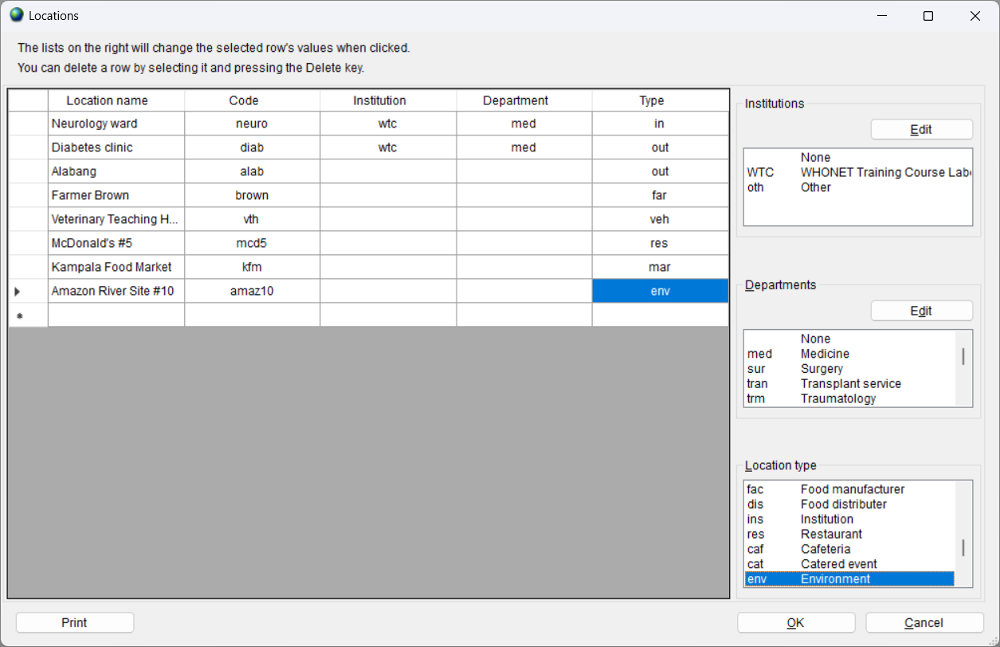 Locations
The lists on the right will change the selected row's values when clicked.
You can delete a row by selecting it and pressing the Delete key.
Location name Code Institution Department Type
Neurology ward neuro wtc med in
Diabetes clinic diab wtc med out
Alabang alab out
Farmer Brown brown far
Veterinary Teaching H... vth veh
McDonald's #5 mcd5 res
Kampala Food Market kfm mar
Amazon River Site #10 amaz10 env
Institutions
Edit
None
WTC WHONET Training Course Labo
oth Other
Departments
Edit
None
med Medicine
sur Surgery
tran Transplant service
trm Traumatology
Location type
fac Food manufacturer
dis Food distributer
ins Institution
res Restaurant
caf Cafeteria
cat Catered event
env Environment
Print OK Cancel